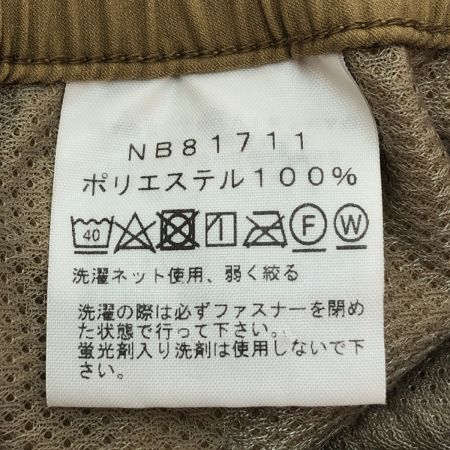 NB81711
ポリエステル100%
40 F W
洗濯ネット使用、弱く絞る
洗濯の際は必ずファスナーを閉め
た状態で行って下さい。
蛍光剤入り洗剤は使用しないで下
さい。